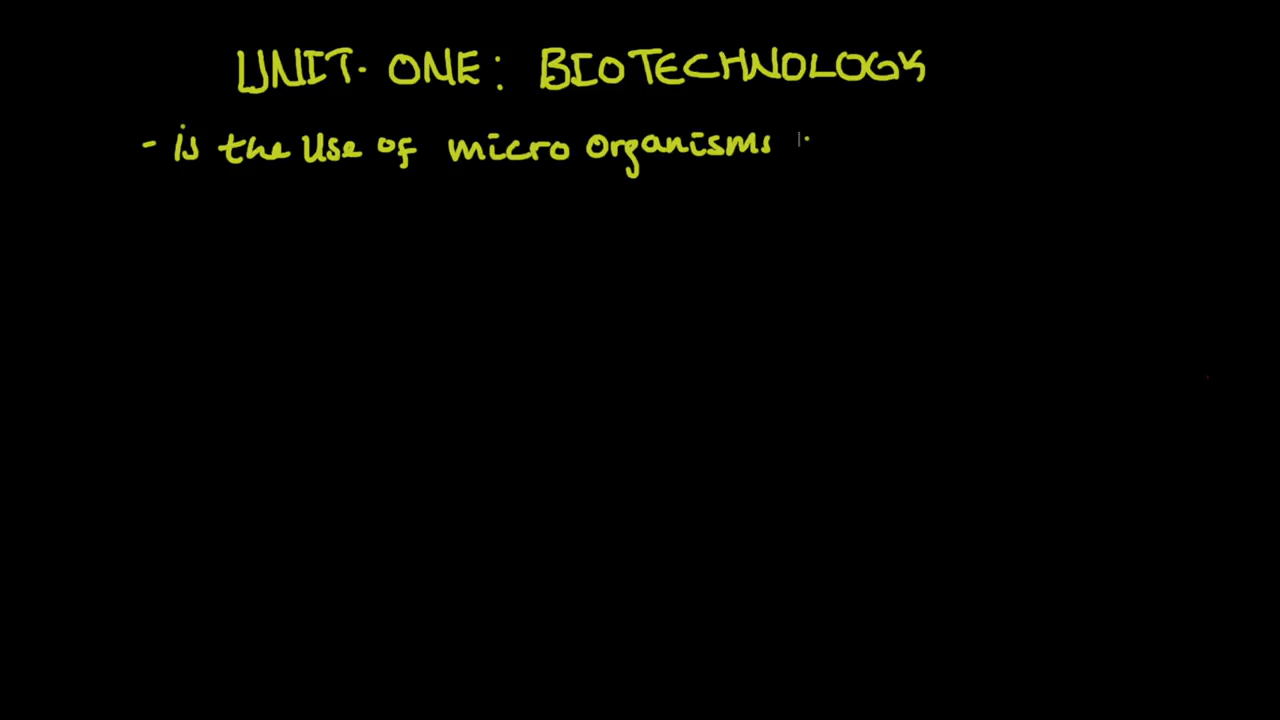 UNIT. ONE: BIOTECHNOLOGY
- is the Use of micro Organisms